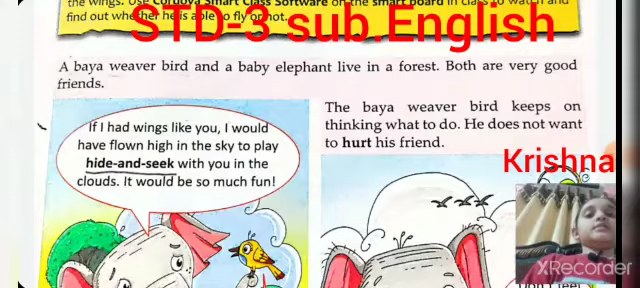 the wings. Use Cordova Smart Class Software on the smart board in class to watch and
find out whether he is able to fly or not.
STD-3 sub English
A baya weaver bird and a baby elephant live in a forest. Both are very good
friends.
If I had wings like you, I would
have flown high in the sky to play
hide-and-seek with you in the
clouds. It would be so much fun!
The baya weaver bird keeps on
thinking what to do. He does not want
to hurt his friend.
Krishna
XRecorder
Don't feel